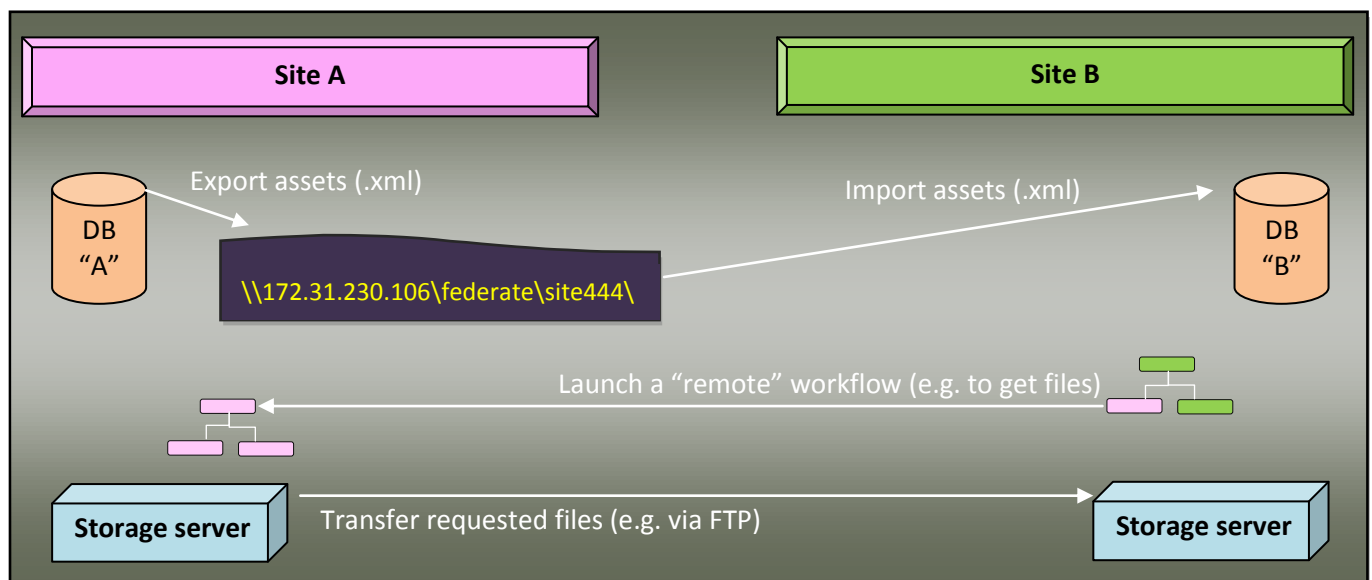 Site A
Site B
Export assets (.xml)
Import assets (.xml)
DB
“A”
\\172.31.230.106\federate\site444\
DB
“B”
Launch a “remote” workflow (e.g. to get files)
Storage server
Transfer requested files (e.g. via FTP)
Storage server